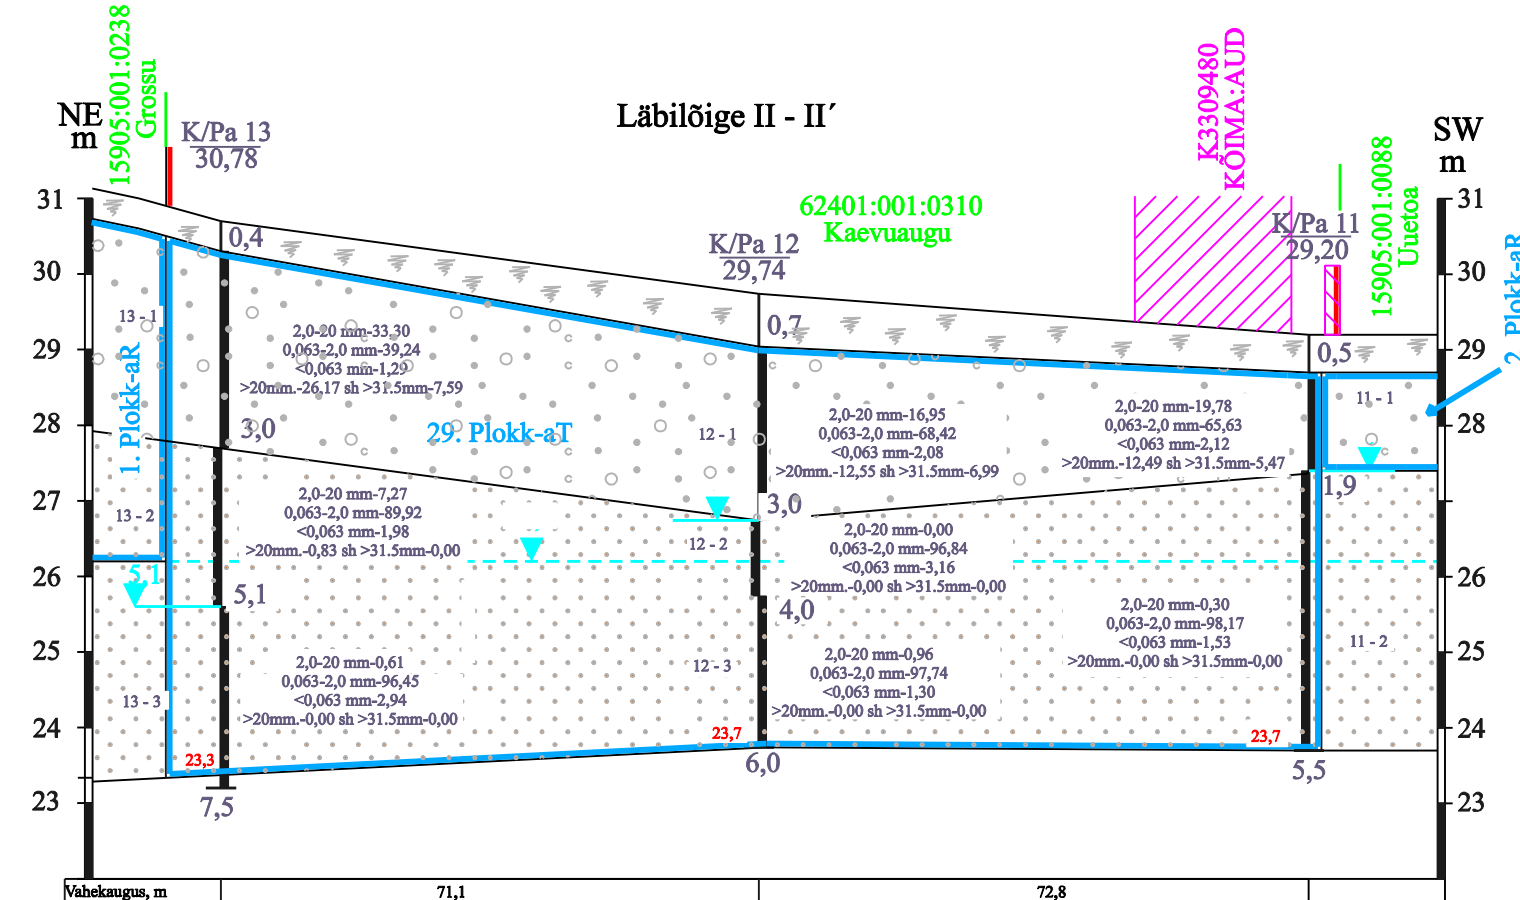 Läbilõige II - II´
NE
m
SW
m
15905:001:0238
Grossu
K/Pa 13
30,78
K/Pa 12
29,74
62401:001:0310
Kaevuaugu
K3309480
KÕIMA:AUD
K/Pa 11
29,20
15905:001:0088
Uuetoa
2. Plokk-aR
31
30
29
28
27
26
25
24
23
31
30
29
28
27
26
25
24
23
0,4
0,7
0,5
13 - 1
1. Plokk-aR
2,0-20 mm-33,30
0,063-2,0 mm-39,24
<0,063 mm-1,29
>20mm.-26,17 sh >31.5mm-7,59
3,0
29. Plokk-aT
12 - 1
2,0-20 mm-16,95
0,063-2,0 mm-68,42
<0,063 mm-2,08
>20mm.-12,55 sh >31.5mm-6,99
2,0-20 mm-19,78
0,063-2,0 mm-65,63
<0,063 mm-2,12
>20mm.-12,49 sh >31.5mm-5,47
11 - 1
1,9
13 - 2
2,0-20 mm-7,27
0,063-2,0 mm-89,92
<0,063 mm-1,98
>20mm.-0,83 sh >31.5mm-0,00
3,0
12 - 2
2,0-20 mm-0,00
0,063-2,0 mm-96,84
<0,063 mm-3,16
>20mm.-0,00 sh >31.5mm-0,00
5,1
5,1
4,0
2,0-20 mm-0,30
0,063-2,0 mm-98,17
<0,063 mm-1,53
>20mm.-0,00 sh >31.5mm-0,00
11 - 2
13 - 3
2,0-20 mm-0,61
0,063-2,0 mm-96,45
<0,063 mm-2,94
>20mm.-0,00 sh >31.5mm-0,00
12 - 3
2,0-20 mm-0,96
0,063-2,0 mm-97,74
<0,063 mm-1,30
>20mm.-0,00 sh >31.5mm-0,00
23,3
23,7
23,7
7,5
6,0
5,5
Vahekaugus, m
71,1
72,8